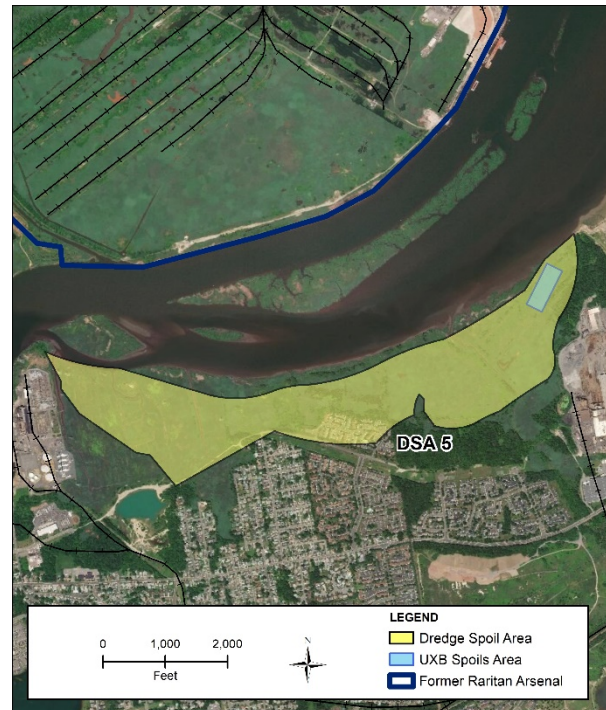 DSA 5
LEGEND
Dredge Spoil Area
UXB Spoils Area
Former Raritan Arsenal
0 1,000 2,000
Feet
N